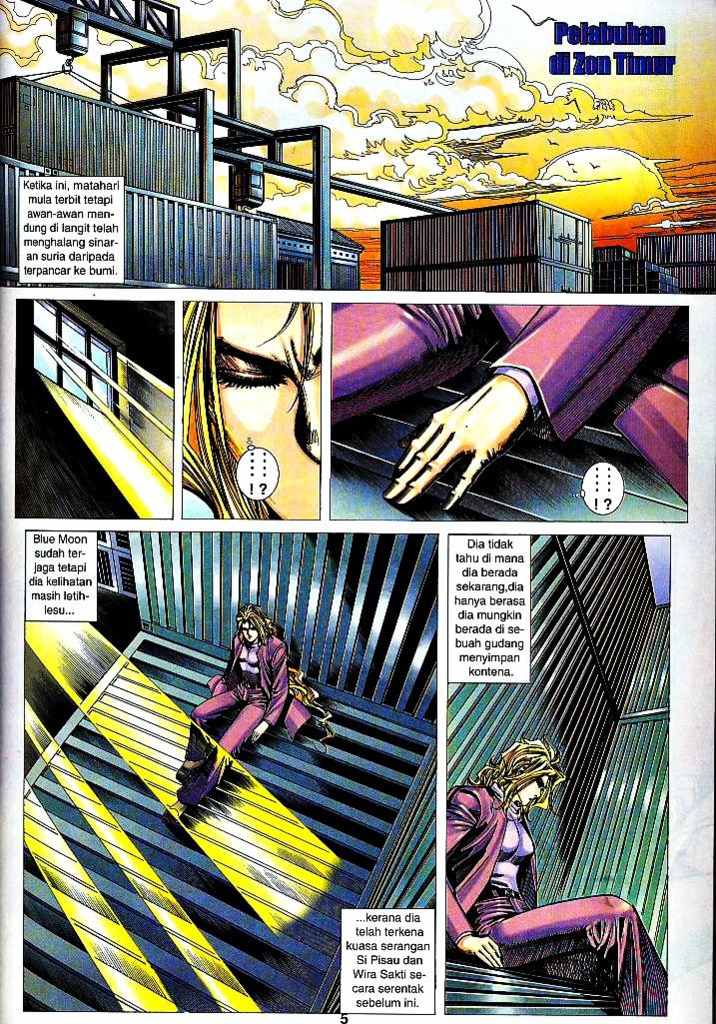 Pelabuhan
di Zon Timur
Ketika ini, matahari
mula terbit tetapi
awan-awan men-
dung di langit telah
menghalang sinar-
an suria daripada
terpancar ke bumi.
......
!?
......
!?
Blue Moon
sudah ter-
jaga tetapi
dia kelihatan
masih letih-
lesu...
...kerana dia
telah terkena
kuasa serangan
Si Pisau dan
Wira Sakti se-
cara serentak
sebelum ini.
Dia tidak
tahu di mana
dia berada
sekarang,dia
hanya berasa
dia mungkin
berada di se-
buah gudang
menyimpan
kontena.
5